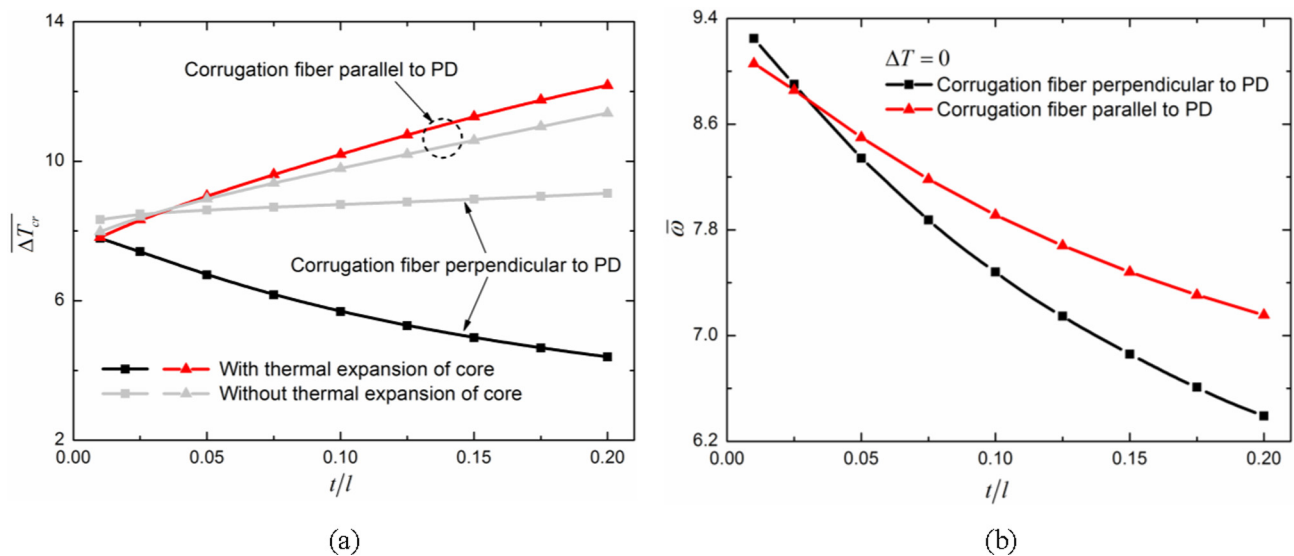 14
10
6
2
0.00
0.05
0.10
0.15
0.20
t/l
ΔT̅c̅r̅
Corrugation fiber parallel to PD
Corrugation fiber perpendicular to PD
With thermal expansion of core
Without thermal expansion of core
(a)
9.4
8.6
7.8
7.0
6.2
0.00
0.05
0.10
0.15
0.20
t/l
ω̅
ΔT = 0
Corrugation fiber perpendicular to PD
Corrugation fiber parallel to PD
(b)